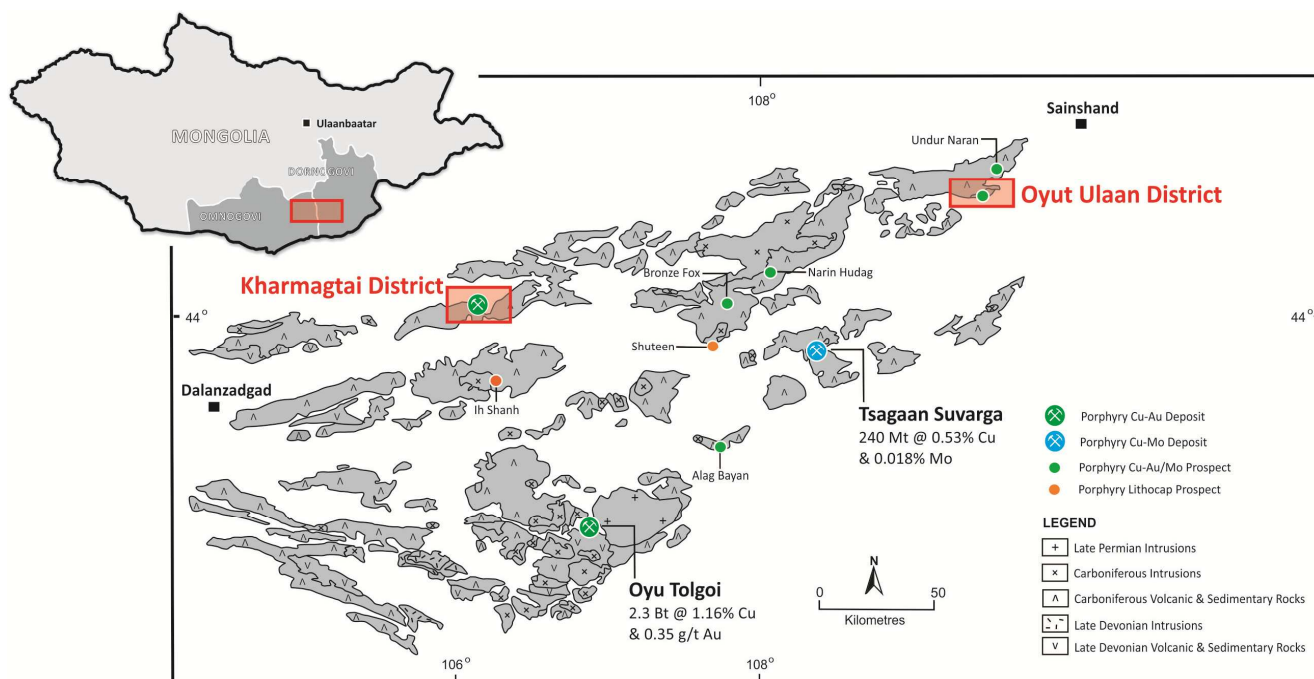 MONGOLIA
Ulaanbaatar
DORNOGOVI
OMNOGOVI
108°
Sainshand
Undur Naran
Oyut Ulaan District
Bronze Fox
Narin Hudag
Kharmagtai District
44°
44°
Shuteen
Dalanzadgad
Ih Shanh
Tsagaan Suvarga
240 Mt @ 0.53% Cu
& 0.018% Mo
Alag Bayan
Porphyry Cu-Au Deposit
Porphyry Cu-Mo Deposit
Porphyry Cu-Au/Mo Prospect
Porphyry Lithocap Prospect
LEGEND
Late Permian Intrusions
Carboniferous Intrusions
Carboniferous Volcanic & Sedimentary Rocks
Late Devonian Intrusions
Late Devonian Volcanic & Sedimentary Rocks
Oyu Tolgoi
2.3 Bt @ 1.16% Cu
& 0.35 g/t Au
N
0 50
Kilometres
106°
108°